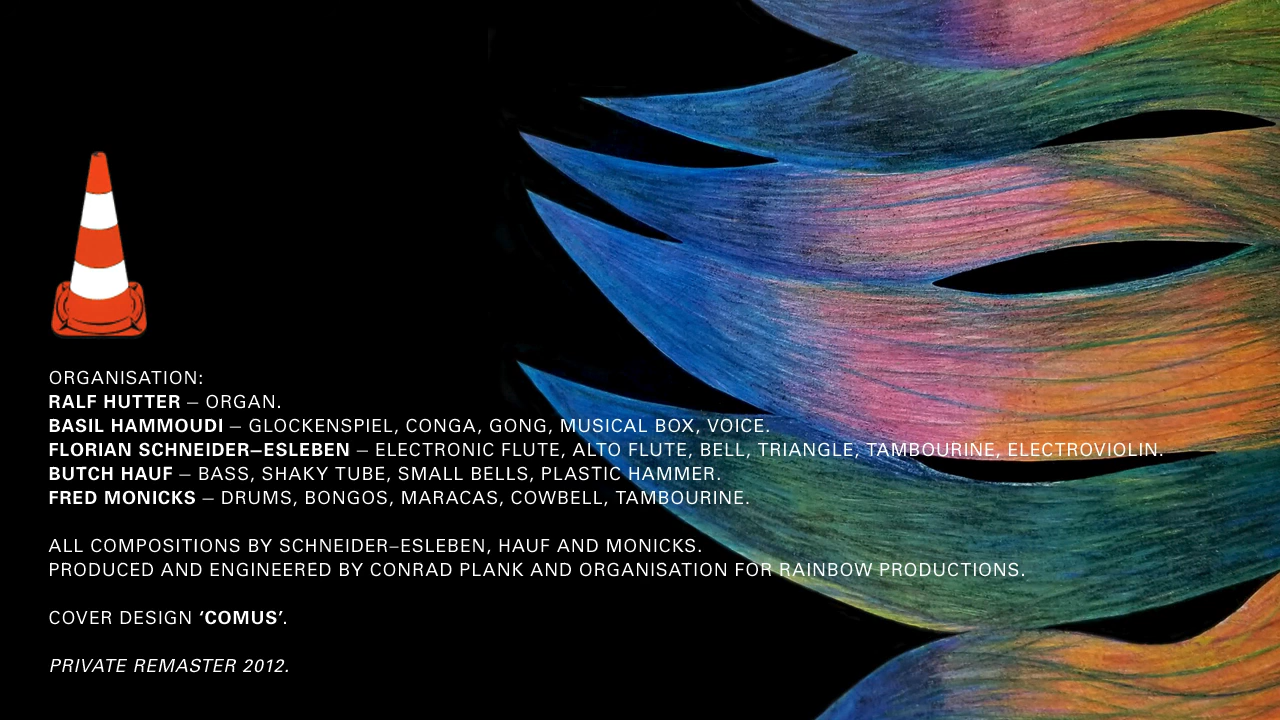 ORGANISATION:
RALF HUTTER – ORGAN.
BASIL HAMMOUDI – GLOCKENSPIEL, CONGA, GONG, MUSICAL BOX, VOICE.
FLORIAN SCHNEIDER–ESLEBEN – ELECTRONIC FLUTE, ALTO FLUTE, BELL, TRIANGLE, TAMBOURINE, ELECTROVIOLIN.
BUTCH HAUF – BASS, SHAKY TUBE, SMALL BELLS, PLASTIC HAMMER.
FRED MONICKS – DRUMS, BONGOS, MARACAS, COWBELL, TAMBOURINE.
ALL COMPOSITIONS BY SCHNEIDER–ESLEBEN, HAUF AND MONICKS.
PRODUCED AND ENGINEERED BY CONRAD PLANK AND ORGANISATION FOR RAINBOW PRODUCTIONS.
COVER DESIGN ‘COMUS’.
PRIVATE REMASTER 2012.